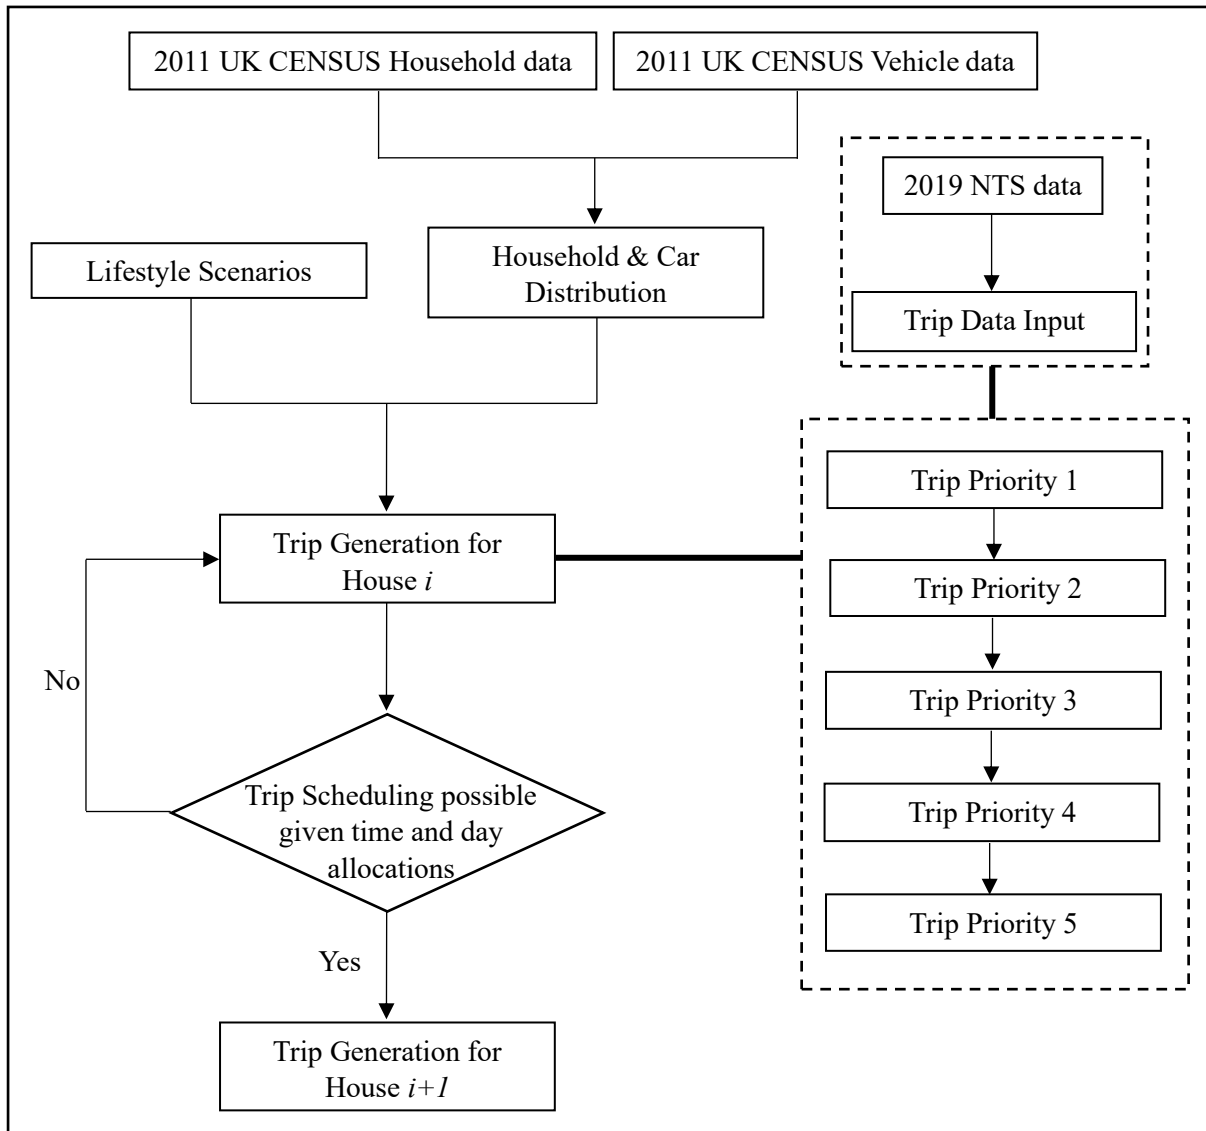 2011 UK CENSUS Household data
2011 UK CENSUS Vehicle data
2019 NTS data
Lifestyle Scenarios
Household & Car
Distribution
Trip Data Input
Trip Priority 1
Trip Generation for
House i
Trip Priority 2
No
Trip Priority 3
Trip Scheduling possible
given time and day
allocations
Trip Priority 4
Trip Priority 5
Yes
Trip Generation for
House i+1